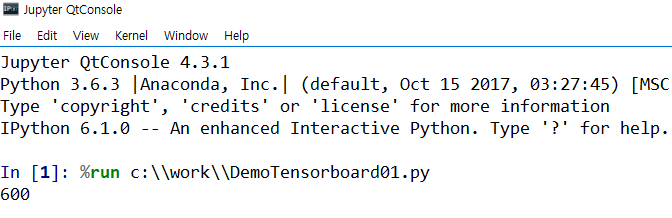 IP[y]: Jupyter QtConsole
File Edit View Kernel Window Help
Jupyter QtConsole 4.3.1
Python 3.6.3 |Anaconda, Inc.| (default, Oct 15 2017, 03:27:45) [MSC
Type 'copyright', 'credits' or 'license' for more information
IPython 6.1.0 -- An enhanced Interactive Python. Type '?' for help.
In [1]: %run c:\\work\\DemoTensorboard01.py
600